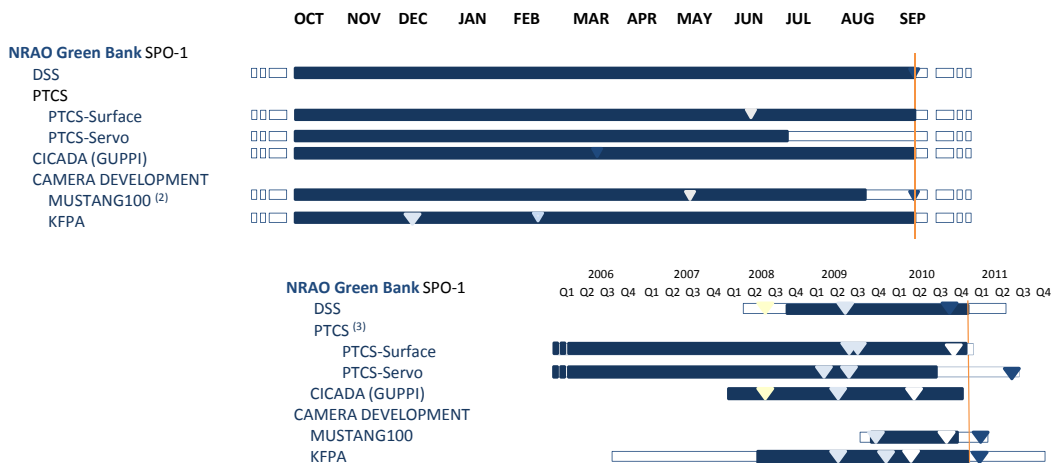 OCT NOV DEC JAN FEB MAR APR MAY JUN JUL AUG SEP
NRAO Green Bank SPO-1
DSS
PTCS
PTCS-Surface
PTCS-Servo
CICADA (GUPPI)
CAMERA DEVELOPMENT
MUSTANG100 (2)
KFPA
2006 2007 2008 2009 2010 2011
NRAO Green Bank SPO-1
Q1 Q2 Q3 Q4 Q1 Q2 Q3 Q4 Q1 Q2 Q3 Q4 Q1 Q2 Q3 Q4 Q1 Q2 Q3 Q4 Q1 Q2 Q3 Q4
DSS
PTCS (3)
PTCS-Surface
PTCS-Servo
CICADA (GUPPI)
CAMERA DEVELOPMENT
MUSTANG100
KFPA